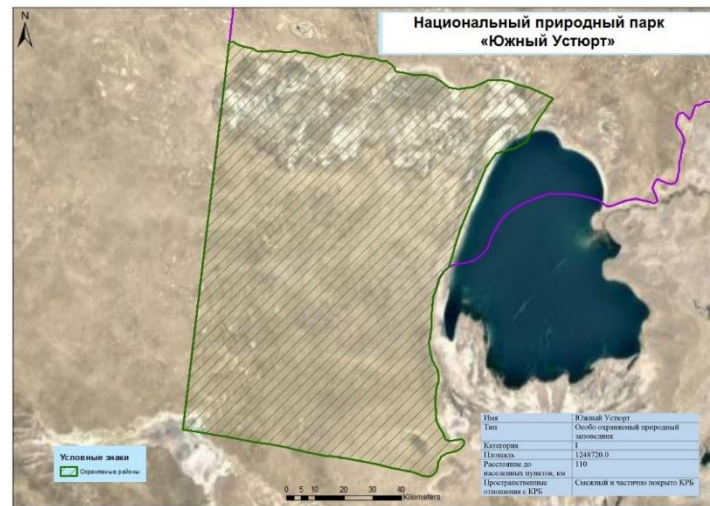 N
Национальный природный парк
«Южный Устюрт»
Условные знаки
Охраняемые районы
0 5 10 20 30 40
Kilometers
Имя Южный Устюрт
Тип Особо охраняемый природный
заповедник
Категория I
Площадь 1248720.0
Расстояние до 110
населенных пунктов, км
Пространственные Смежный и частично покрыто КРБ
отношения с КРБ